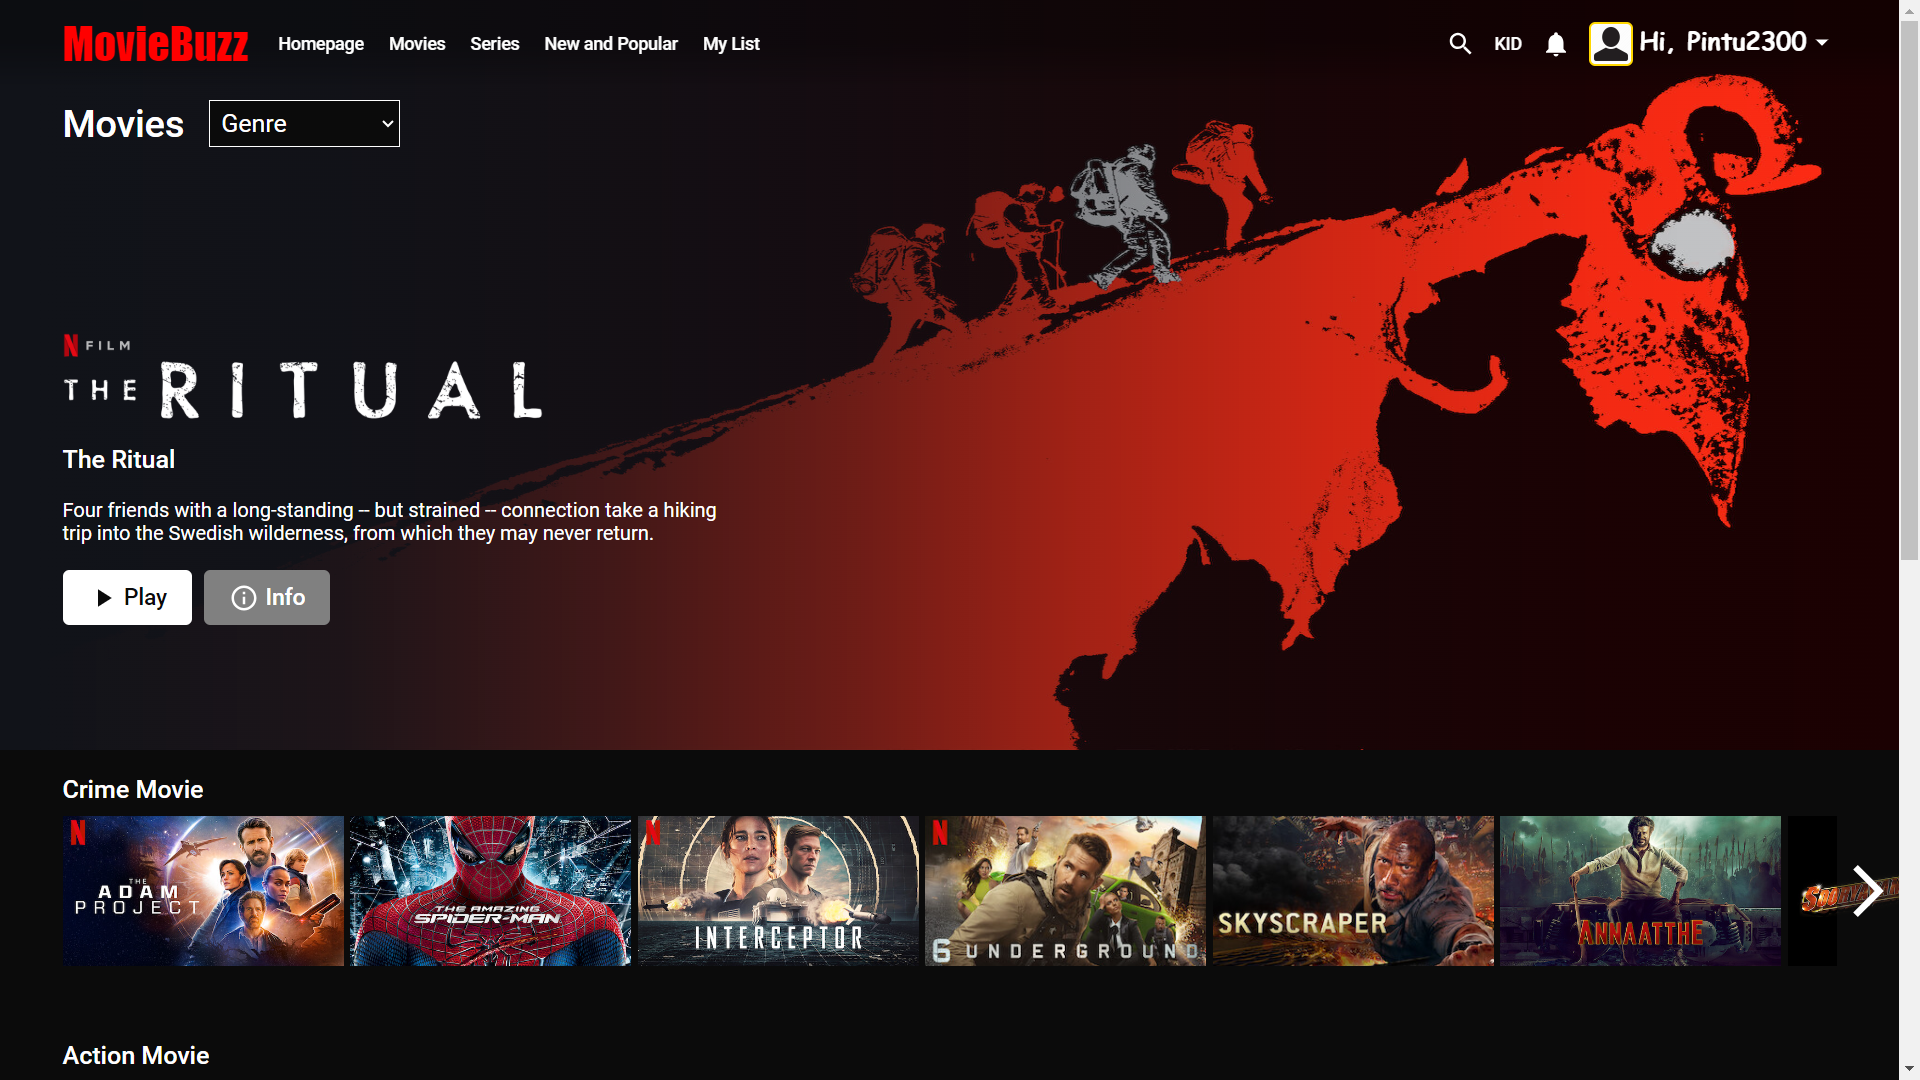 MovieBuzz Homepage Movies Series New and Popular My List KID Hi, Pintu2300
Movies Genre
N FILM
THE RITUAL
The Ritual
Four friends with a long-standing -- but strained -- connection take a hiking
trip into the Swedish wilderness, from which they may never return.
Play Info
Crime Movie
N
THE
ADAM
PROJECT
THE AMAZING
SPIDER-MAN
N
INTERCEPTOR
N
6 UNDERGROUND
SKYSCRAPER
ANNAATTHE
Action Movie